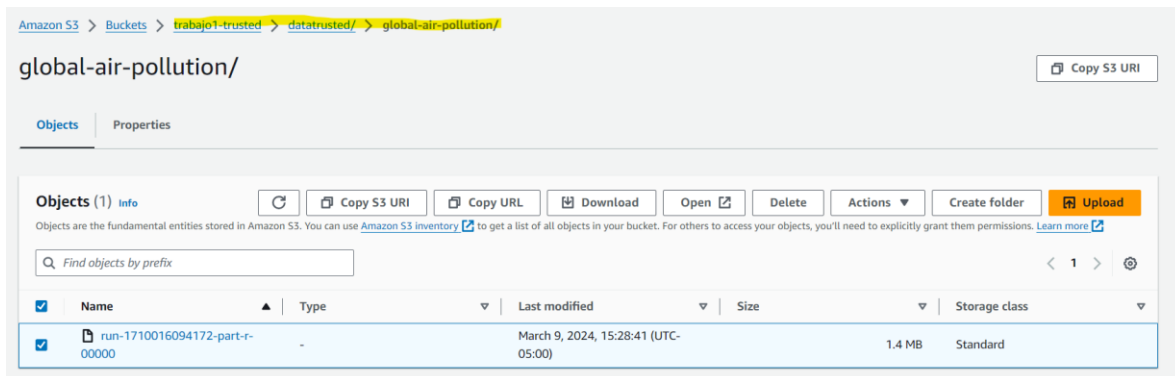 Amazon S3 > Buckets > trabajo1-trusted > datatrusted/ > global-air-pollution/
global-air-pollution/
Copy S3 URI
Objects Properties
Objects (1) Info
Copy S3 URI Copy URL Download Open Delete Actions ▼ Create folder Upload
Objects are the fundamental entities stored in Amazon S3. You can use Amazon S3 inventory to get a list of all objects in your bucket. For others to access your objects, you'll need to explicitly grant them permissions. Learn more
Find objects by prefix
< 1 >
Name Type Last modified Size Storage class
run-1710016094172-part-r-
00000
-
March 9, 2024, 15:28:41 (UTC-
05:00)
1.4 MB
Standard